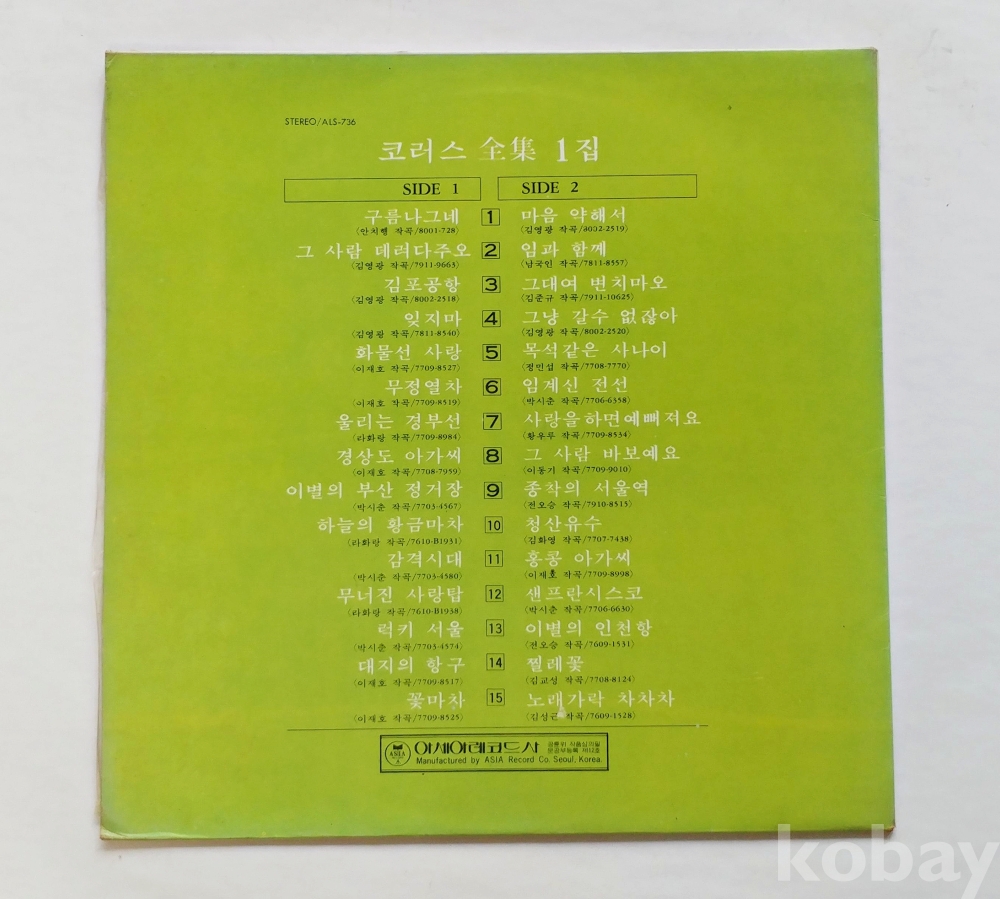 STEREO/ALS-736
코러스 全集 1집
SIDE 1
SIDE 2
구름나그네 1 마음 약해서
(안치행 작곡/8001-728) (김영광 작곡/8002-2519)
그 사람 데려다주오 2 임과 함께
(김영광 작곡/7911-9663) (남국인 작곡/7811-8557)
김포공항 3 그대여 변치마오
(김영광 작곡/8002-2518) (김준규 작곡/7911-10625)
잊지마 4 그냥 갈수 없잖아
(김영광 작곡/7811-8540) (김영광 작곡/8002-2520)
화물선 사랑 5 목석같은 사나이
(이재호 작곡/7709-8527) (정민섭 작곡/7708-7770)
무정열차 6 임계신 전선
(이재호 작곡/7709-8519) (박시춘 작곡/7706-6358)
울리는 경부선 7 사랑을하면예뻐져요
(라화랑 작곡/7709-8984) (황우루 작곡/7709-8534)
경상도 아가씨 8 그 사람 바보예요
(이재호 작곡/7708-7959) (이동기 작곡/7709-9010)
이별의 부산 정거장 9 종착의 서울역
(박시춘 작곡/7703-4567) (전오승 작곡/7910-8515)
하늘의 황금마차 10 청산유수
(라화랑 작곡/7610-B1931) (김화영 작곡/7707-7438)
감격시대 11 홍콩 아가씨
(박시춘 작곡/7703-4580) (이재호 작곡/7709-8998)
무너진 사랑탑 12 샌프란시스코
(라화랑 작곡/7610-B1938) (박시춘 작곡/7706-6630)
럭키 서울 13 이별의 인천항
(박시춘 작곡/7703-4574) (전오승 작곡/7609-1531)
대지의 항구 14 찔레꽃
(이재호 작곡/7709-8517) (김교성 작곡/7708-8124)
꽃마차 15 노래가락 차차차
(이재호 작곡/7709-8525) (김성근 작곡/7609-1528)
ASIA
아세아레코드사
문공부등록 제12호
Manufactured by ASIA Record Co. Seoul, Korea.
kobay